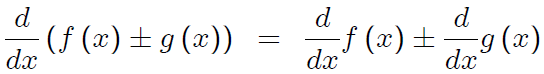 d/dx (f (x) ± g (x)) = d/dx f (x) ± d/dx g (x)